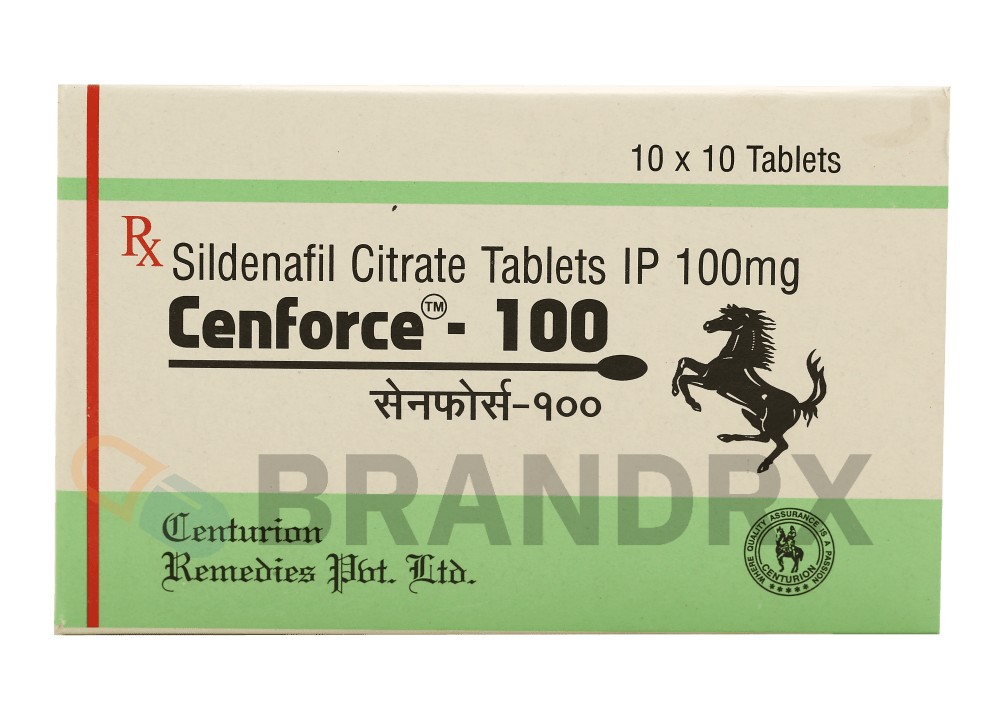 10 x 10 Tablets
Rx Sildenafil Citrate Tablets IP 100mg
Cenforce™- 100
सेनफोर्स-१००
BRANDRX
Centurion
Remedies Pvt. Ltd.
WHERE QUALITY ASSURANCE IS A PASSION
CENTURION
★★★★★